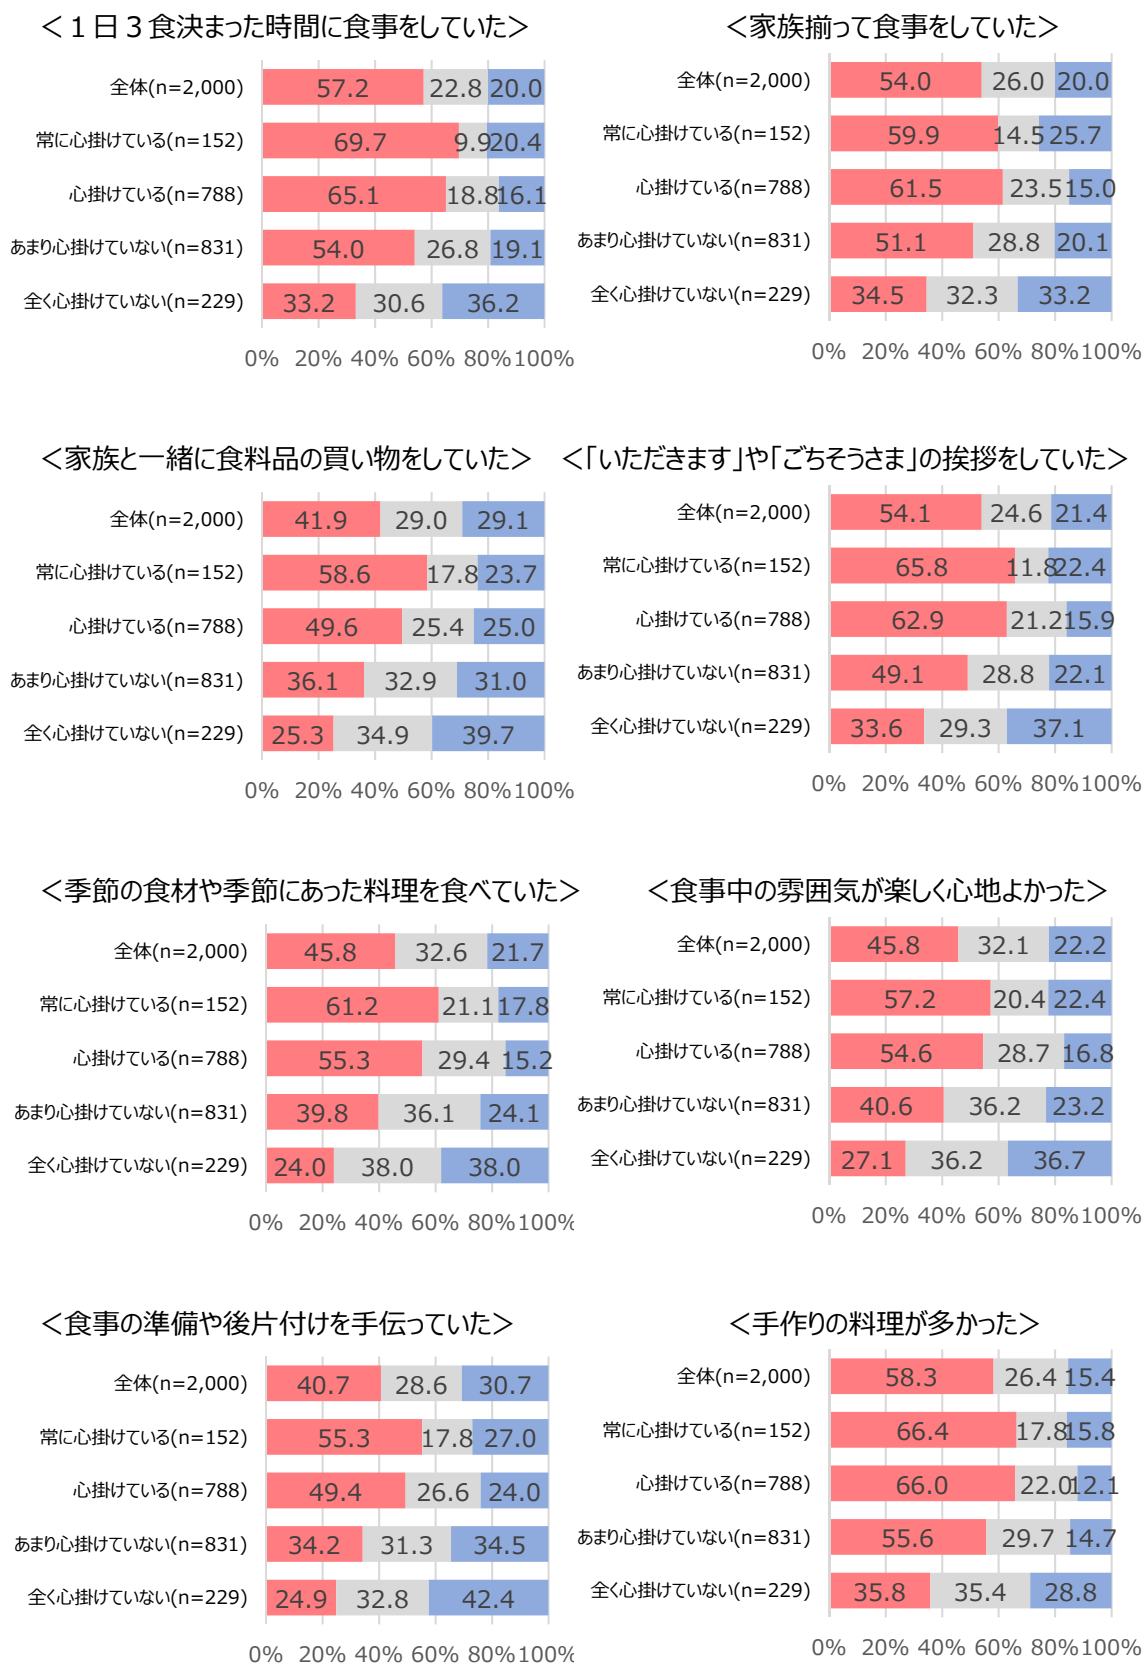 ＜１日３食決まった時間に食事をしていた＞
全体(n=2,000) 57.2 22.8 20.0
常に心掛けている(n=152) 69.7 9.9 20.4
心掛けている(n=788) 65.1 18.8 16.1
あまり心掛けていない(n=831) 54.0 26.8 19.1
全く心掛けていない(n=229) 33.2 30.6 36.2
0% 20% 40% 60% 80% 100%
＜家族揃って食事をしていた＞
全体(n=2,000) 54.0 26.0 20.0
常に心掛けている(n=152) 59.9 14.5 25.7
心掛けている(n=788) 61.5 23.5 15.0
あまり心掛けていない(n=831) 51.1 28.8 20.1
全く心掛けていない(n=229) 34.5 32.3 33.2
0% 20% 40% 60% 80% 100%
＜家族と一緒に食料品の買い物をしていた＞
全体(n=2,000) 41.9 29.0 29.1
常に心掛けている(n=152) 58.6 17.8 23.7
心掛けている(n=788) 49.6 25.4 25.0
あまり心掛けていない(n=831) 36.1 32.9 31.0
全く心掛けていない(n=229) 25.3 34.9 39.7
0% 20% 40% 60% 80% 100%
＜「いただきます」や「ごちそうさま」の挨拶をしていた＞
全体(n=2,000) 54.1 24.6 21.4
常に心掛けている(n=152) 65.8 11.8 22.4
心掛けている(n=788) 62.9 21.2 15.9
あまり心掛けていない(n=831) 49.1 28.8 22.1
全く心掛けていない(n=229) 33.6 29.3 37.1
0% 20% 40% 60% 80% 100%
＜季節の食材や季節にあった料理を食べていた＞
全体(n=2,000) 45.8 32.6 21.7
常に心掛けている(n=152) 61.2 21.1 17.8
心掛けている(n=788) 55.3 29.4 15.2
あまり心掛けていない(n=831) 39.8 36.1 24.1
全く心掛けていない(n=229) 24.0 38.0 38.0
0% 20% 40% 60% 80% 100%
＜食事中の雰囲気が楽しく心地よかった＞
全体(n=2,000) 45.8 32.1 22.2
常に心掛けている(n=152) 57.2 20.4 22.4
心掛けている(n=788) 54.6 28.7 16.8
あまり心掛けていない(n=831) 40.6 36.2 23.2
全く心掛けていない(n=229) 27.1 36.2 36.7
0% 20% 40% 60% 80% 100%
＜食事の準備や後片付けを手伝っていた＞
全体(n=2,000) 40.7 28.6 30.7
常に心掛けている(n=152) 55.3 17.8 27.0
心掛けている(n=788) 49.4 26.6 24.0
あまり心掛けていない(n=831) 34.2 31.3 34.5
全く心掛けていない(n=229) 24.9 32.8 42.4
0% 20% 40% 60% 80% 100%
＜手作りの料理が多かった＞
全体(n=2,000) 58.3 26.4 15.4
常に心掛けている(n=152) 66.4 17.8 15.8
心掛けている(n=788) 66.0 22.0 12.1
あまり心掛けていない(n=831) 55.6 29.7 14.7
全く心掛けていない(n=229) 35.8 35.4 28.8
0% 20% 40% 60% 80% 100%